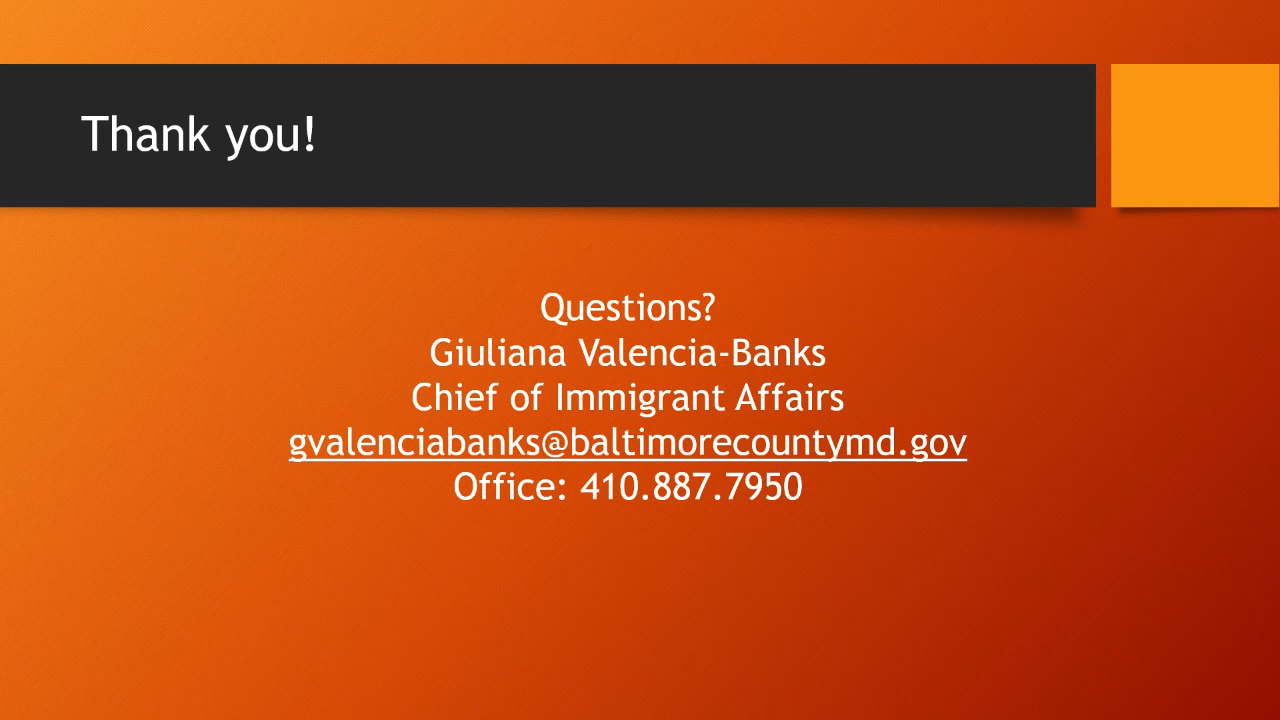 Thank you!
Questions?
Giuliana Valencia-Banks
Chief of Immigrant Affairs
gvalenciabanks@baltimorecountymd.gov
Office: 410.887.7950